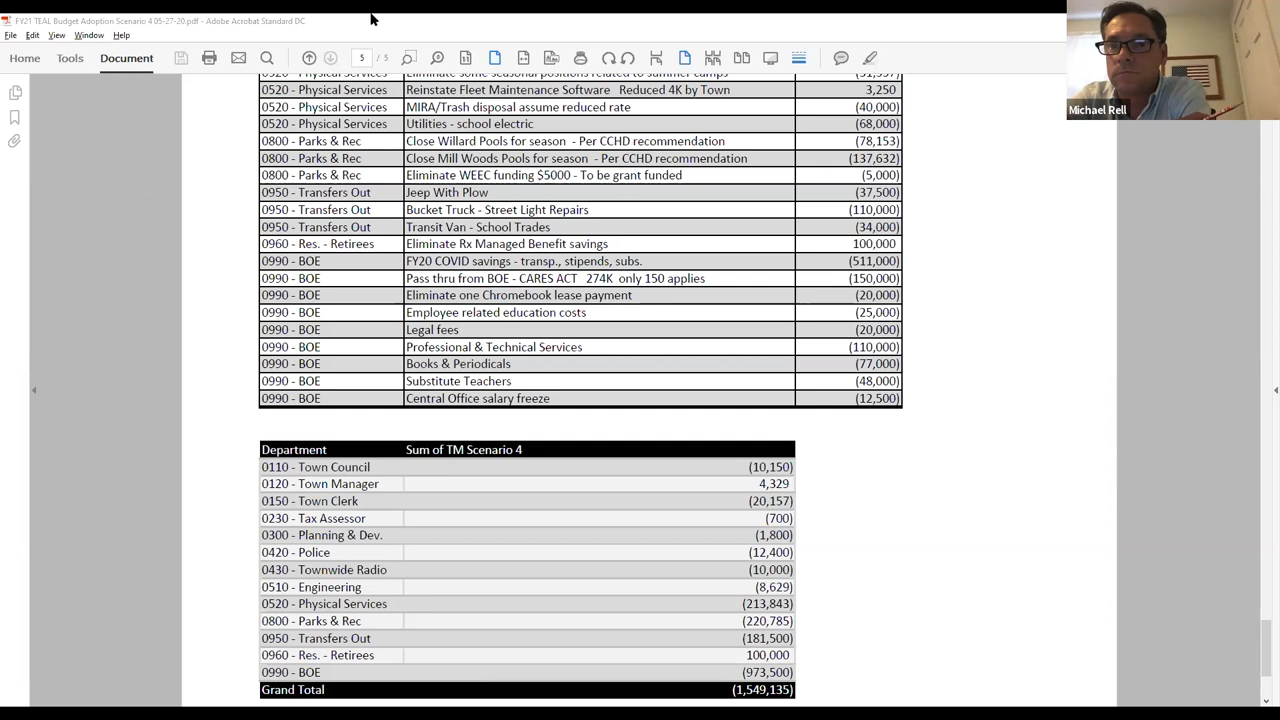 FY21 TEAL Budget Adoption Scenario 4 05-27-20.pdf - Adobe Acrobat Standard DC
File Edit View Window Help
Home Tools Document 5 / 5
0520 - Physical Services Eliminate some seasonal positions related to summer camps
0520 - Physical Services Reinstate Fleet Maintenance Software Reduced 4K by Town 3,250
0520 - Physical Services MIRA/Trash disposal assume reduced rate (40,000)
0520 - Physical Services Utilities - school electric (68,000)
0800 - Parks & Rec Close Willard Pools for season - Per CCHD recommendation (78,153)
0800 - Parks & Rec Close Mill Woods Pools for season - Per CCHD recommendation (137,632)
0800 - Parks & Rec Eliminate WEEC funding $5000 - To be grant funded (5,000)
0950 - Transfers Out Jeep With Plow (37,500)
0950 - Transfers Out Bucket Truck - Street Light Repairs (110,000)
0950 - Transfers Out Transit Van - School Trades (34,000)
0960 - Res. - Retirees Eliminate Rx Managed Benefit savings 100,000
0990 - BOE FY20 COVID savings - transp., stipends, subs. (511,000)
0990 - BOE Pass thru from BOE - CARES ACT 274K only 150 applies (150,000)
0990 - BOE Eliminate one Chromebook lease payment (20,000)
0990 - BOE Employee related education costs (25,000)
0990 - BOE Legal fees (20,000)
0990 - BOE Professional & Technical Services (110,000)
0990 - BOE Books & Periodicals (77,000)
0990 - BOE Substitute Teachers (48,000)
0990 - BOE Central Office salary freeze (12,500)
Department Sum of TM Scenario 4
0110 - Town Council (10,150)
0120 - Town Manager 4,329
0150 - Town Clerk (20,157)
0230 - Tax Assessor (700)
0300 - Planning & Dev. (1,800)
0420 - Police (12,400)
0430 - Townwide Radio (10,000)
0510 - Engineering (8,629)
0520 - Physical Services (213,843)
0800 - Parks & Rec (220,785)
0950 - Transfers Out (181,500)
0960 - Res. - Retirees 100,000
0990 - BOE (973,500)
Grand Total (1,549,135)
Michael Rell